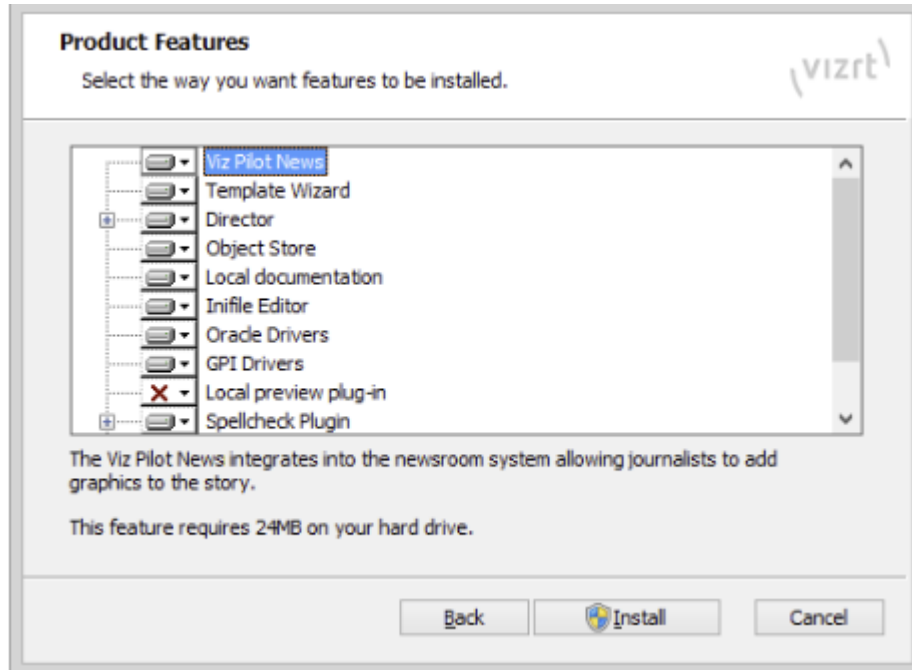 Product Features
Select the way you want features to be installed.
vizrt
Viz Pilot News
Template Wizard
Director
Object Store
Local documentation
Inifile Editor
Oracle Drivers
GPI Drivers
Local preview plug-in
Spellcheck Plugin
The Viz Pilot News integrates into the newsroom system allowing journalists to add
graphics to the story.
This feature requires 24MB on your hard drive.
Back
Install
Cancel